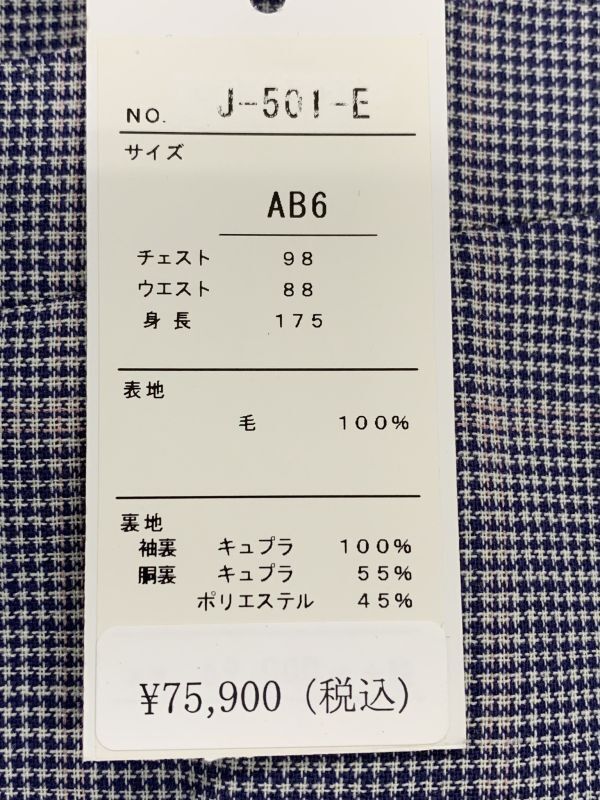 NO. J-501-E
サイズ
AB6
チェスト 98
ウエスト 88
身長 175
表地
毛 100%
裏地
袖裏 キュプラ 100%
胴裏 キュプラ 55%
ポリエステル 45%
¥75,900 (税込)